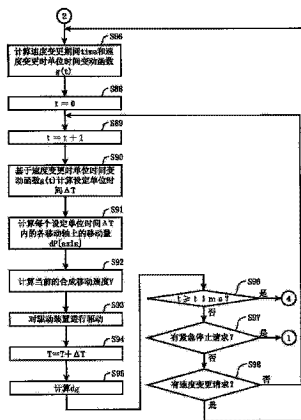 2
S86
计算速度变更期间time和速
度变更时单位时间变动函数
g(t)
S88
t = 0
S89
t = t + 1
S90
基于速度变更时单位时间变
动函数g(t)计算设定单位时
间ΔT
S91
计算每个设定单位时间ΔT
内的各移动轴上的移动量
dP[axis]
S92
计算当前的合成移动速度V
S93
对驱动装置进行驱动
S94
T=T+ΔT
S95
计算dg
S96
t ≥ time?
是
4
否
S97
有紧急停止请求?
是
1
否
S98
有速度变更请求?
否
是